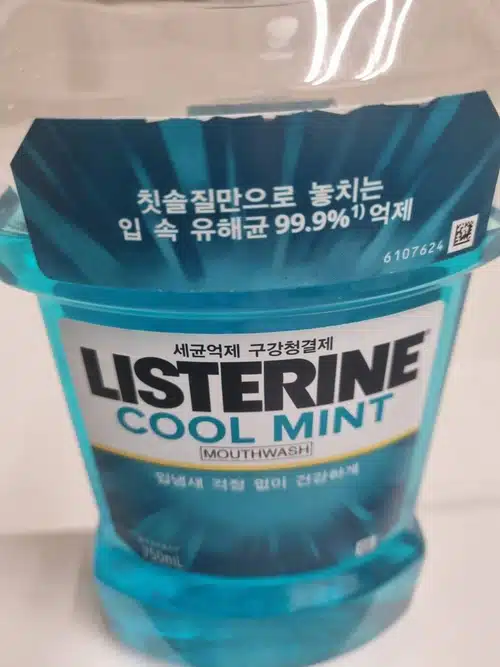 칫솔질만으로 놓치는
입 속 유해균 99.9%¹⁾ 억제
6107624
세균억제 구강청결제
LISTERINE®
COOL MINT
MOUTHWASH
입냄새 걱정 없이 건강하게
750mL